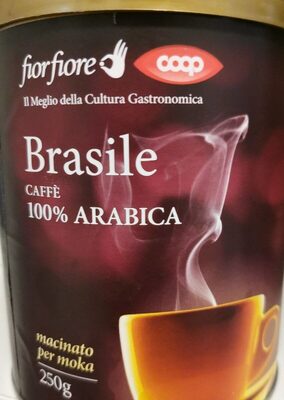 fiorfiore coop
Il Meglio della Cultura Gastronomica
Brasile
CAFFÈ
100% ARABICA
macinato
per moka
250g